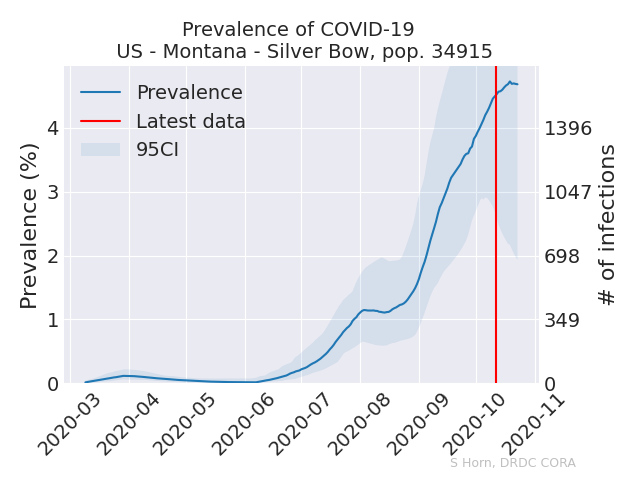 Prevalence of COVID-19
US - Montana - Silver Bow, pop. 34915
Prevalence
Latest data
95CI
Prevalence (%)
4
3
2
1
0
1396
1047
698
349
0
# of infections
2020-03
2020-04
2020-05
2020-06
2020-07
2020-08
2020-09
2020-10
2020-11
S Horn, DRDC CORA